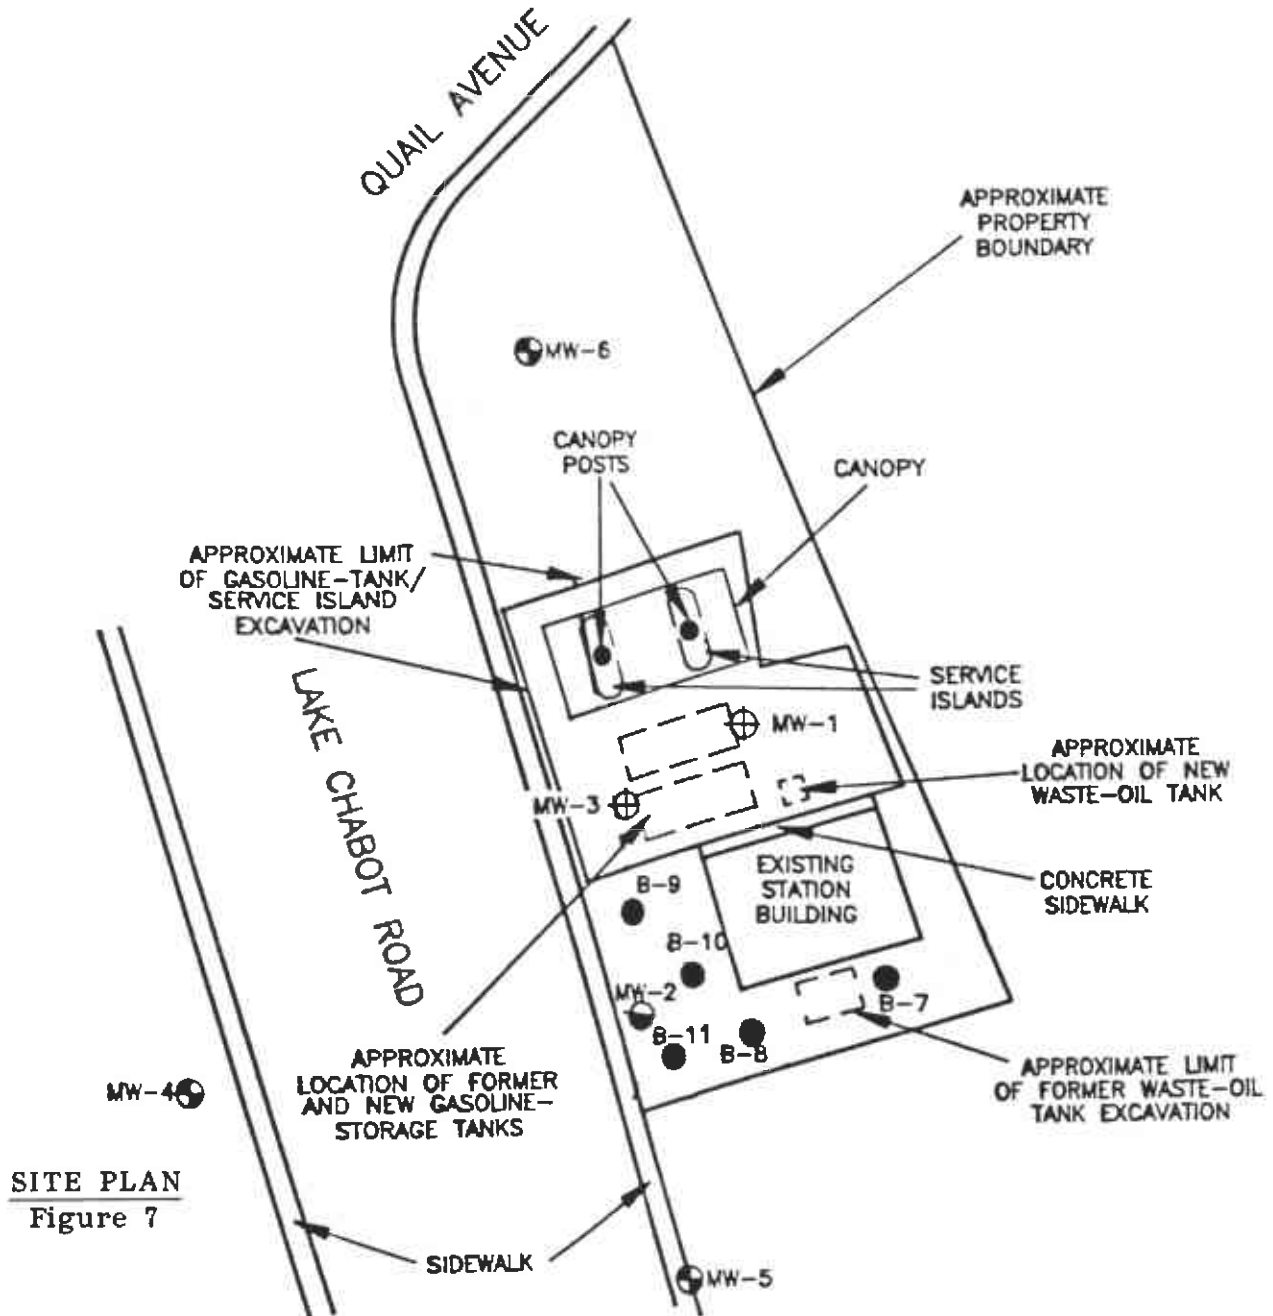 QUAIL AVENUE
APPROXIMATE
PROPERTY
BOUNDARY
MW-6
CANOPY
POSTS
CANOPY
APPROXIMATE LIMIT
OF GASOLINE-TANK/
SERVICE ISLAND
EXCAVATION
SERVICE
ISLANDS
LAKE CHABOT ROAD
MW-1
APPROXIMATE
LOCATION OF NEW
WASTE-OIL TANK
MW-3
EXISTING
STATION
BUILDING
CONCRETE
SIDEWALK
B-9
B-10
MW-2
B-7
B-11
B-8
APPROXIMATE
LOCATION OF FORMER
AND NEW GASOLINE-
STORAGE TANKS
APPROXIMATE LIMIT
OF FORMER WASTE-OIL
TANK EXCAVATION
MW-4
SITE PLAN
Figure 7
SIDEWALK
MW-5